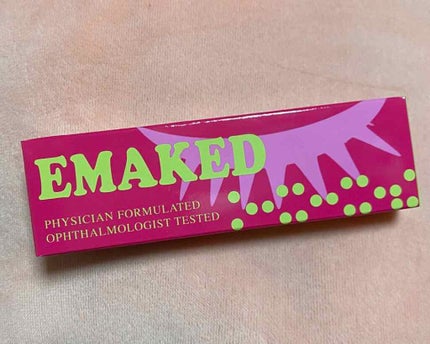 EMAKED
PHYSICIAN FORMULATED
OPHTHALMOLOGIST TESTED